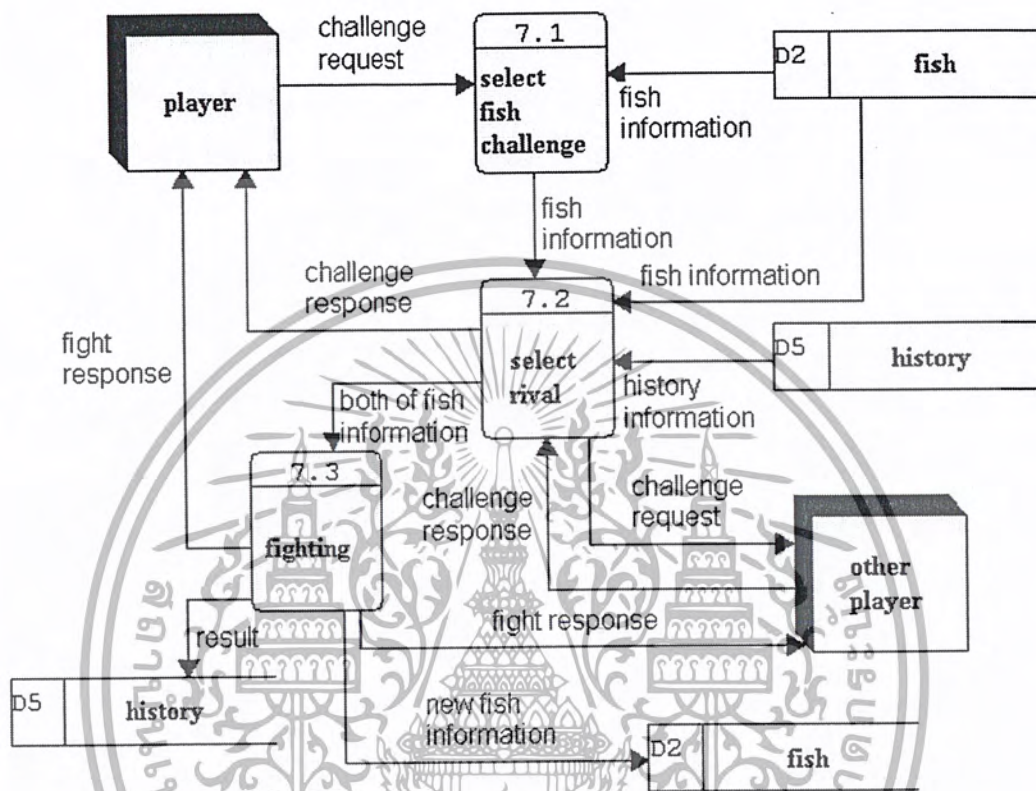 challenge
request
player
7.1
select
fish
challenge
D2
fish
fish
information
fish
information
challenge
response
fish information
7.2
select
rival
D5
history
history
information
fight
response
both of fish
information
7.3
fighting
challenge
response
challenge
request
other
player
fight response
result
D5
history
new fish
information
D2
fish